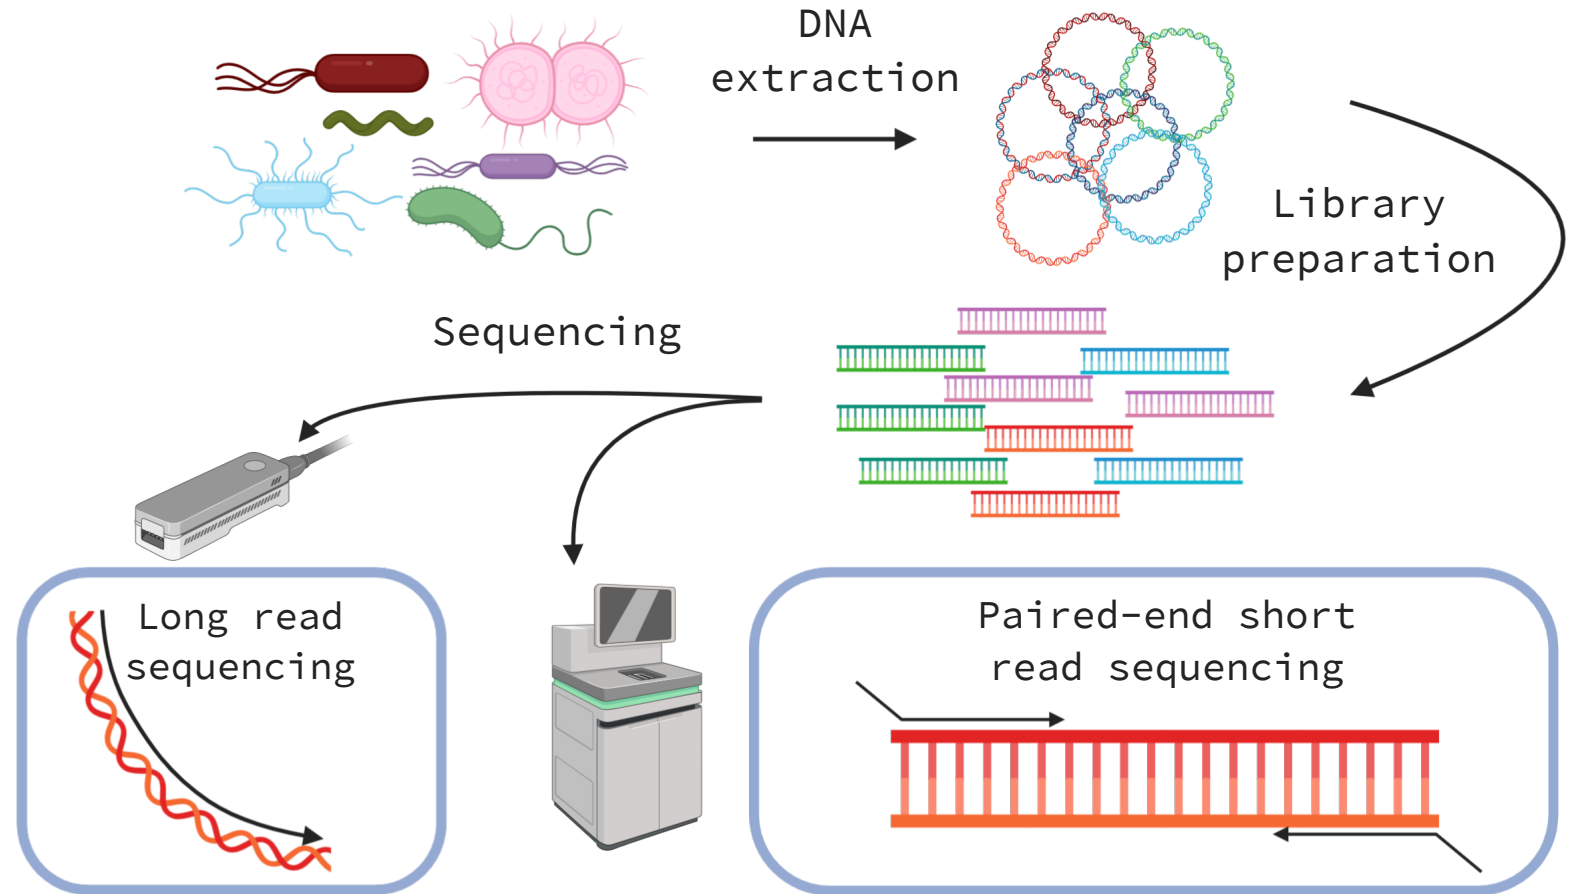 DNA
extraction
Library
preparation
Sequencing
Long read
sequencing
Paired-end short
read sequencing